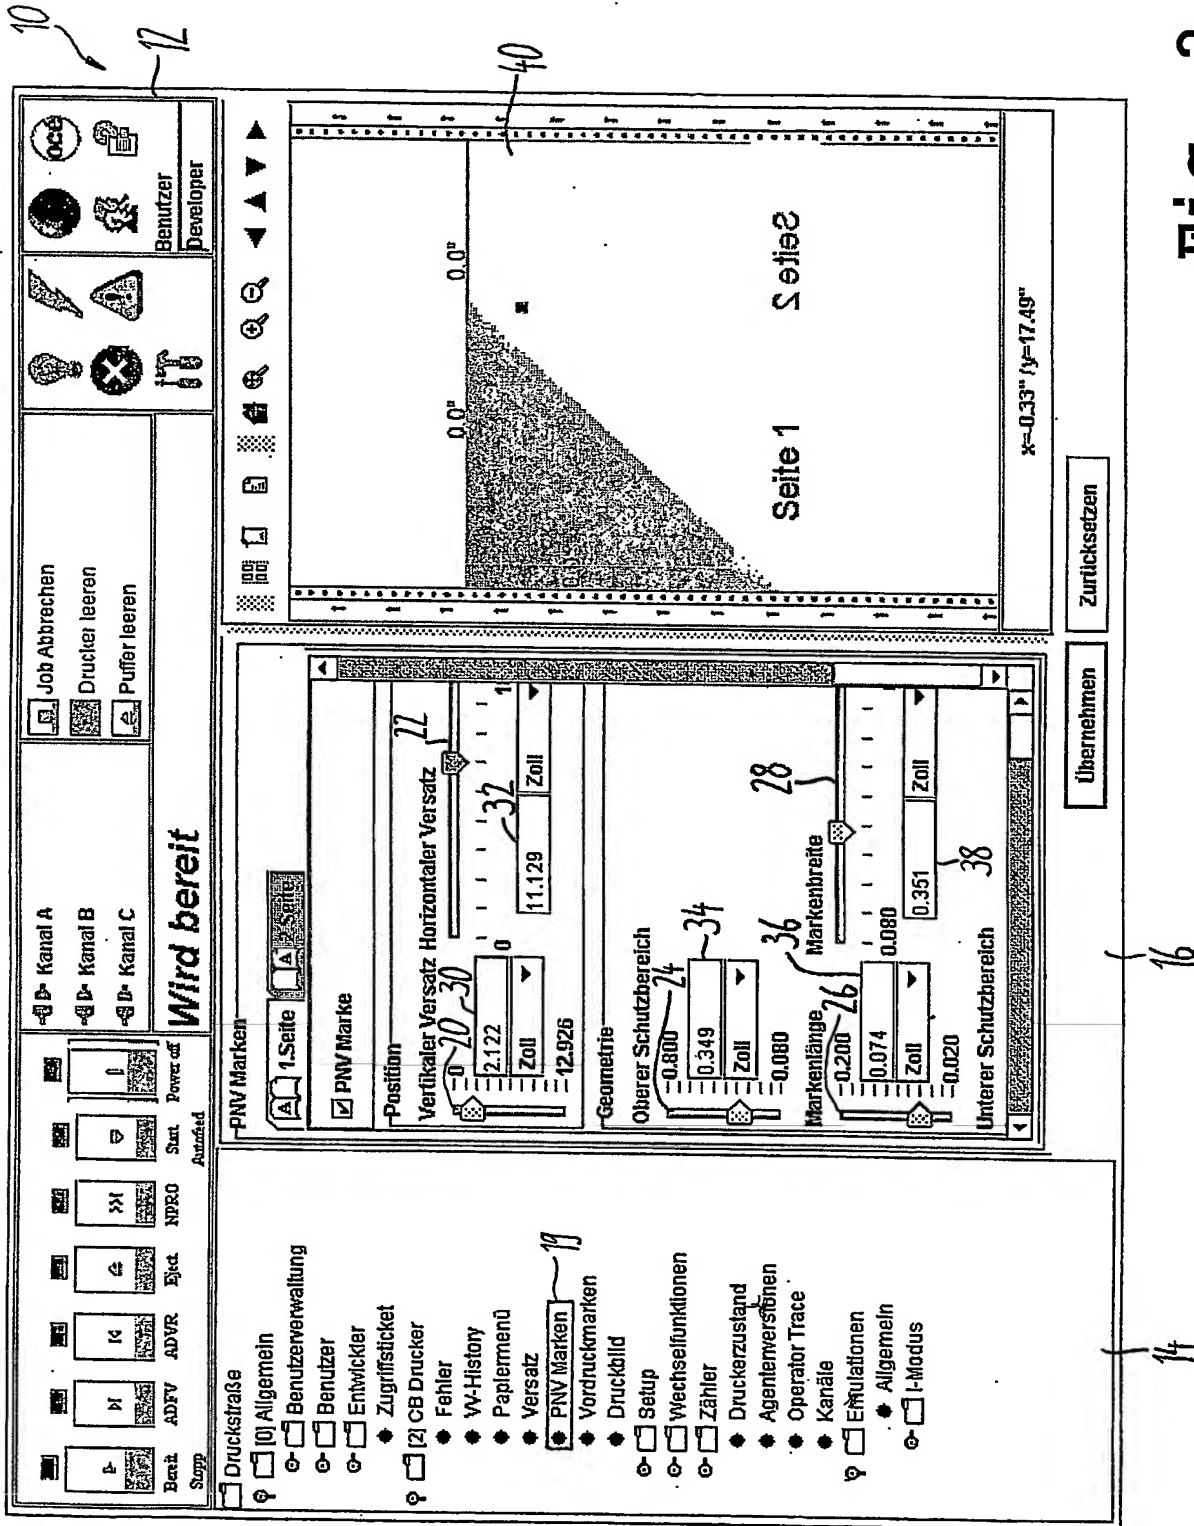 10
12
Bereit
Stopp
ADFV
ADVR
Eject
NPRO
Start
Autofeed
Power off
Kanal A
Kanal B
Kanal C
Job Abbrechen
Drucker leeren
Puffer leeren
Wird bereit
océ
Benutzer
Developer
Druckstraße
[0] Allgemein
Benutzerverwaltung
Benutzer
Entwickler
Zugriffsticket
[2] CB Drucker
Fehler
VV-History
Papiermenü
Versatz
PNV Marken
19
Vordruckmarken
Druckbild
Setup
Wechselfunktionen
Zähler
Druckerzustand
Agentenversionen
Operator Trace
Kanäle
Emulationen
Allgemein
I-Modus
14
PNV Marken
1.Seite
2.Seite
PNV Marke
Position
Vertikaler Versatz
Horizontaler Versatz
20
30
22
32
0
2.122
Zoll
12.926
0
1
11.129
Zoll
Geometrie
Oberer Schutzbereich
24
34
0.800
0.349
Zoll
0.080
Markenlänge
Markenbreite
26
36
28
38
0.200
0.074
Zoll
0.020
0.080
0.351
Zoll
Unterer Schutzbereich
16
Übernehmen
Zurücksetzen
40
0.0"
0.0"
Seite 1
Seite 2
x=-0.33" /y=17.49"